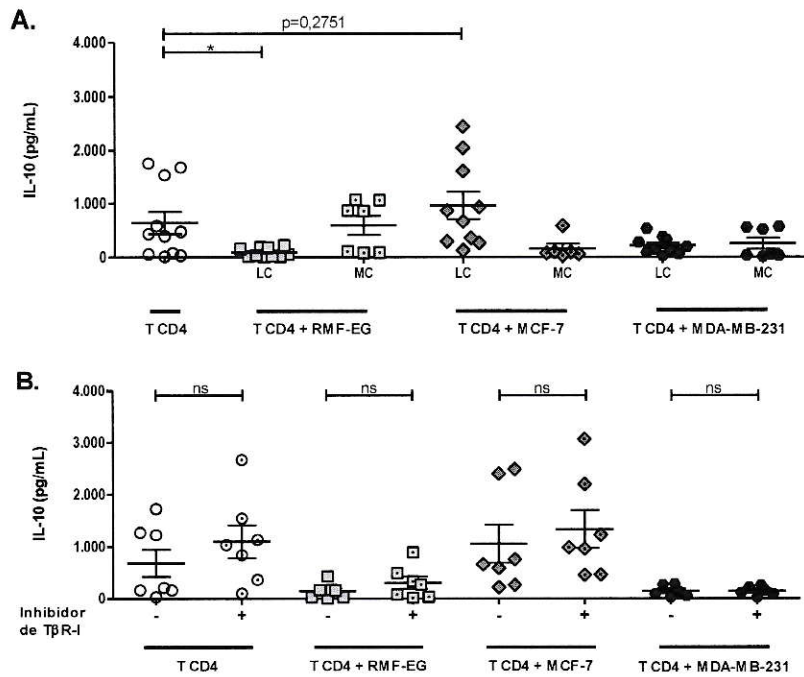 A.
p=0,2751
*
4.000
3.000
2.000
1.000
0
IL-10 (pg/mL)
LC
MC
LC
MC
LC
MC
T CD4
T CD4 + RMF-EG
T CD4 + MCF-7
T CD4 + MDA-MB-231
B.
ns
ns
ns
ns
4.000
3.000
2.000
1.000
0
IL-10 (pg/mL)
Inhibidor
de TβR-I
-
+
-
+
-
+
-
+
T CD4
T CD4 + RMF-EG
T CD4 + MCF-7
T CD4 + MDA-MB-231